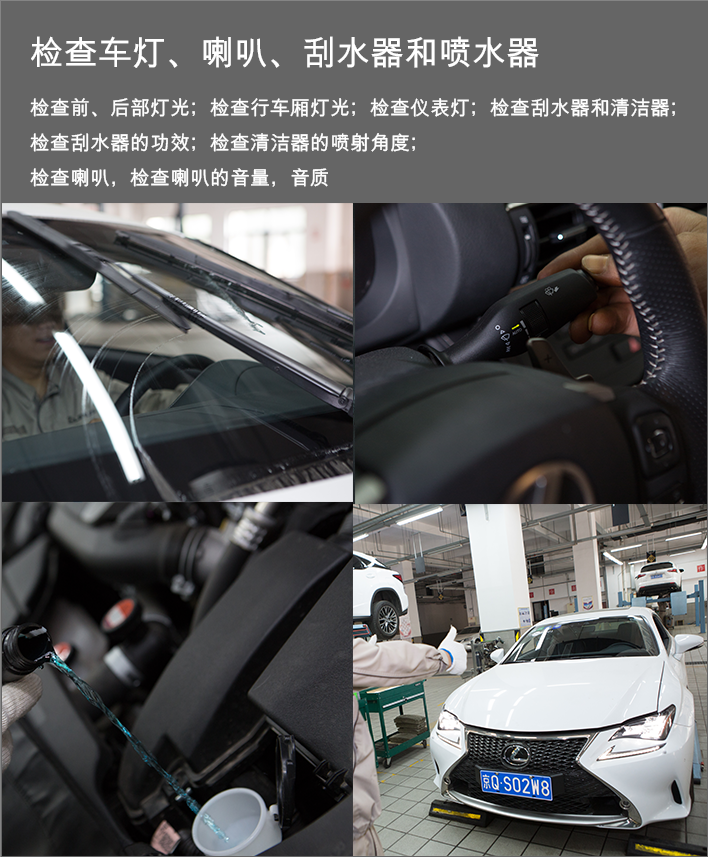 检查车灯、喇叭、刮水器和喷水器
检查前、后部灯光；检查行车厢灯光；检查仪表灯；检查刮水器和清洁器；
检查刮水器的功效；检查清洁器的喷射角度；
检查喇叭，检查喇叭的音量，音质
京Q·S02W8